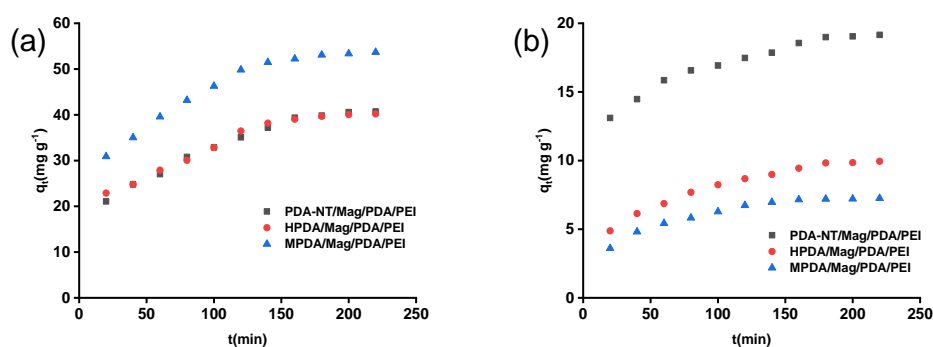 (a)
60
50
40
30
20
10
0
qt(mg g-1)
PDA-NT/Mag/PDA/PEI
HPDA/Mag/PDA/PEI
MPDA/Mag/PDA/PEI
0 50 100 150 200 250
t(min)
(b)
20
15
10
5
0
qt(mg g-1)
PDA-NT/Mag/PDA/PEI
HPDA/Mag/PDA/PEI
MPDA/Mag/PDA/PEI
0 50 100 150 200 250
t(min)